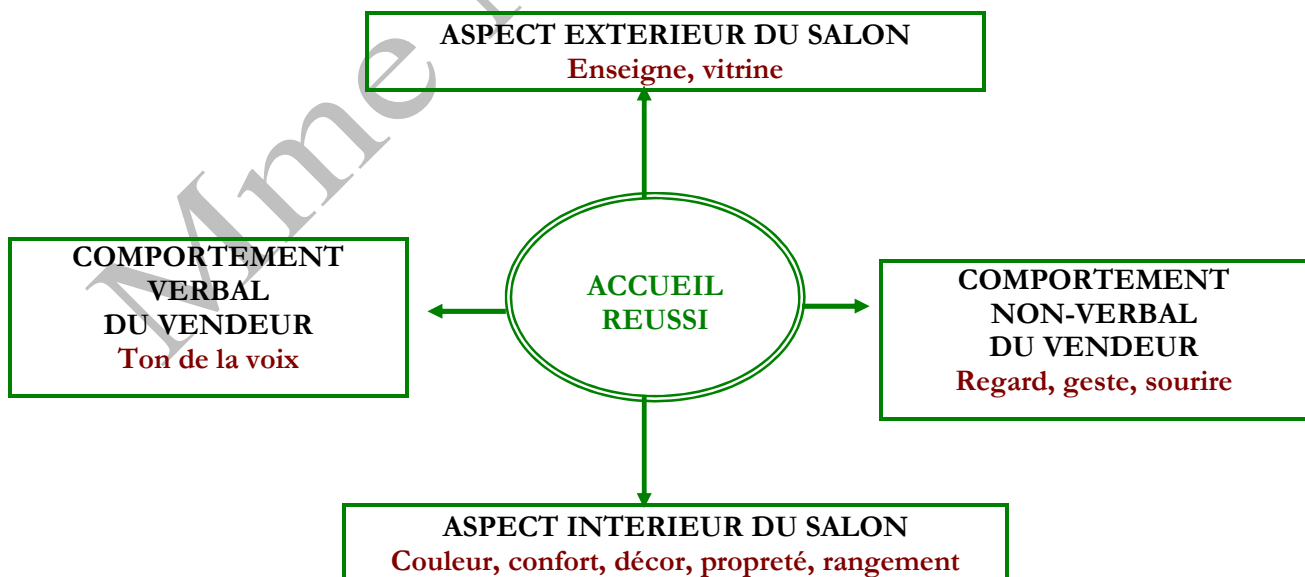 Mme
ASPECT EXTERIEUR DU SALON
Enseigne, vitrine
COMPORTEMENT
VERBAL
DU VENDEUR
Ton de la voix
ACCUEIL
REUSSI
COMPORTEMENT
NON-VERBAL
DU VENDEUR
Regard, geste, sourire
ASPECT INTERIEUR DU SALON
Couleur, confort, décor, propreté, rangement